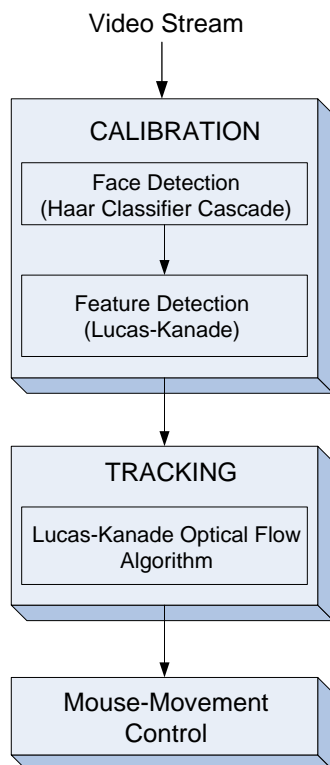 Video Stream
CALIBRATION
Face Detection
(Haar Classifier Cascade)
Feature Detection
(Lucas-Kanade)
TRACKING
Lucas-Kanade Optical Flow
Algorithm
Mouse-Movement
Control